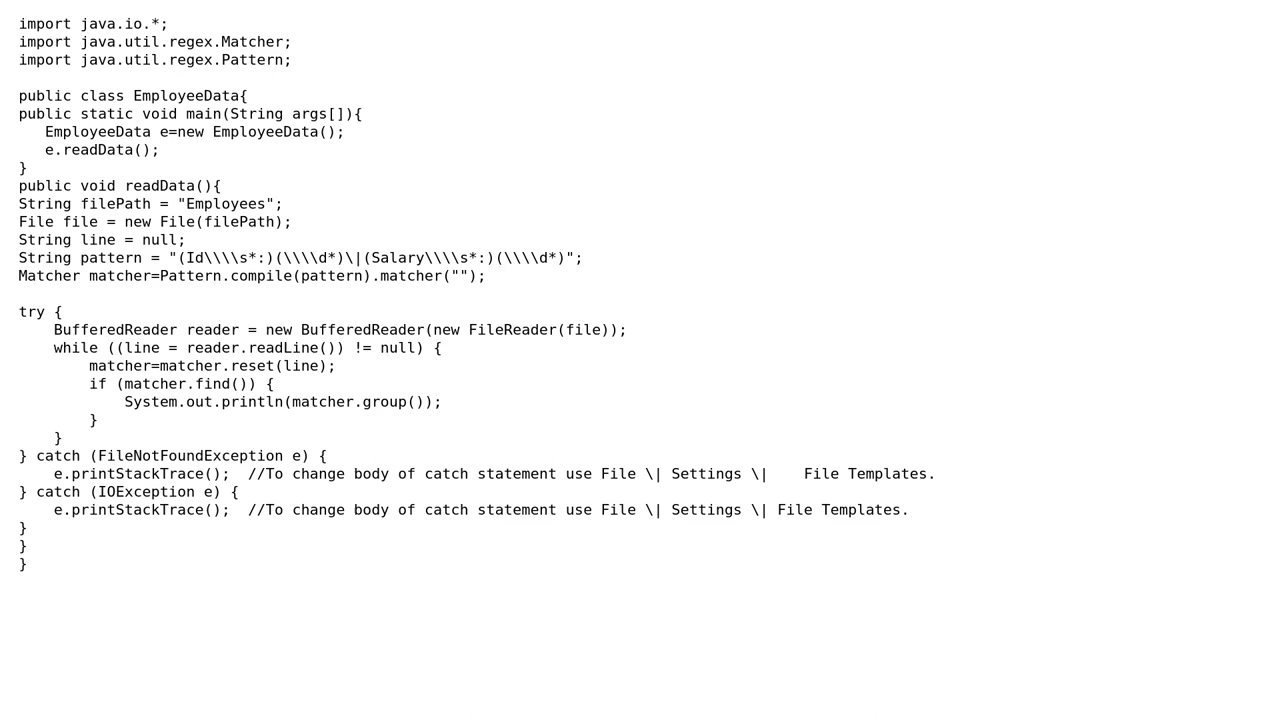 import java.io.*;
import java.util.regex.Matcher;
import java.util.regex.Pattern;

public class EmployeeData{
public static void main(String args[]){
   EmployeeData e=new EmployeeData();
   e.readData();
}
public void readData(){
String filePath = "Employees";
File file = new File(filePath);
String line = null;
String pattern = "(Id\\\\s*:)(\\\\d*)\|(Salary\\\\s*:)(\\\\d*)";
Matcher matcher=Pattern.compile(pattern).matcher("");

try {
    BufferedReader reader = new BufferedReader(new FileReader(file));
    while ((line = reader.readLine()) != null) {
        matcher=matcher.reset(line);
        if (matcher.find()) {
            System.out.println(matcher.group());
        }
    }
} catch (FileNotFoundException e) {
    e.printStackTrace();  //To change body of catch statement use File \| Settings \|    File Templates.
} catch (IOException e) {
    e.printStackTrace();  //To change body of catch statement use File \| Settings \| File Templates.
}
}
}